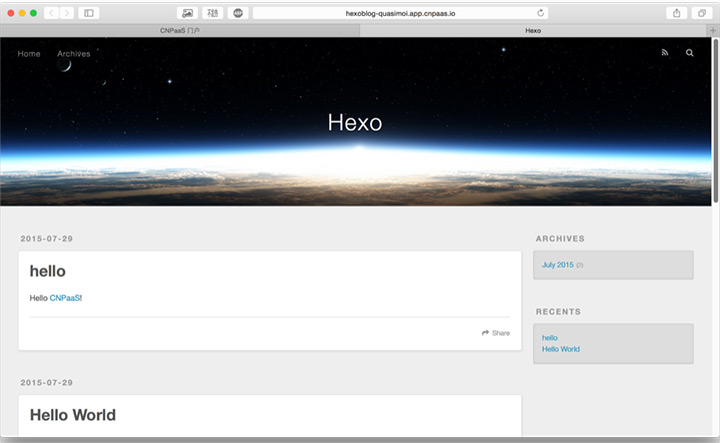 hexoblog-quasimoi.app.cnpaas.io
CNPaaS 门户
Hexo
Home
Archives
Hexo
2015-07-29
hello
Hello CNPaaS!
Share
2015-07-29
Hello World
ARCHIVES
July 2015 (2)
RECENTS
hello
Hello World